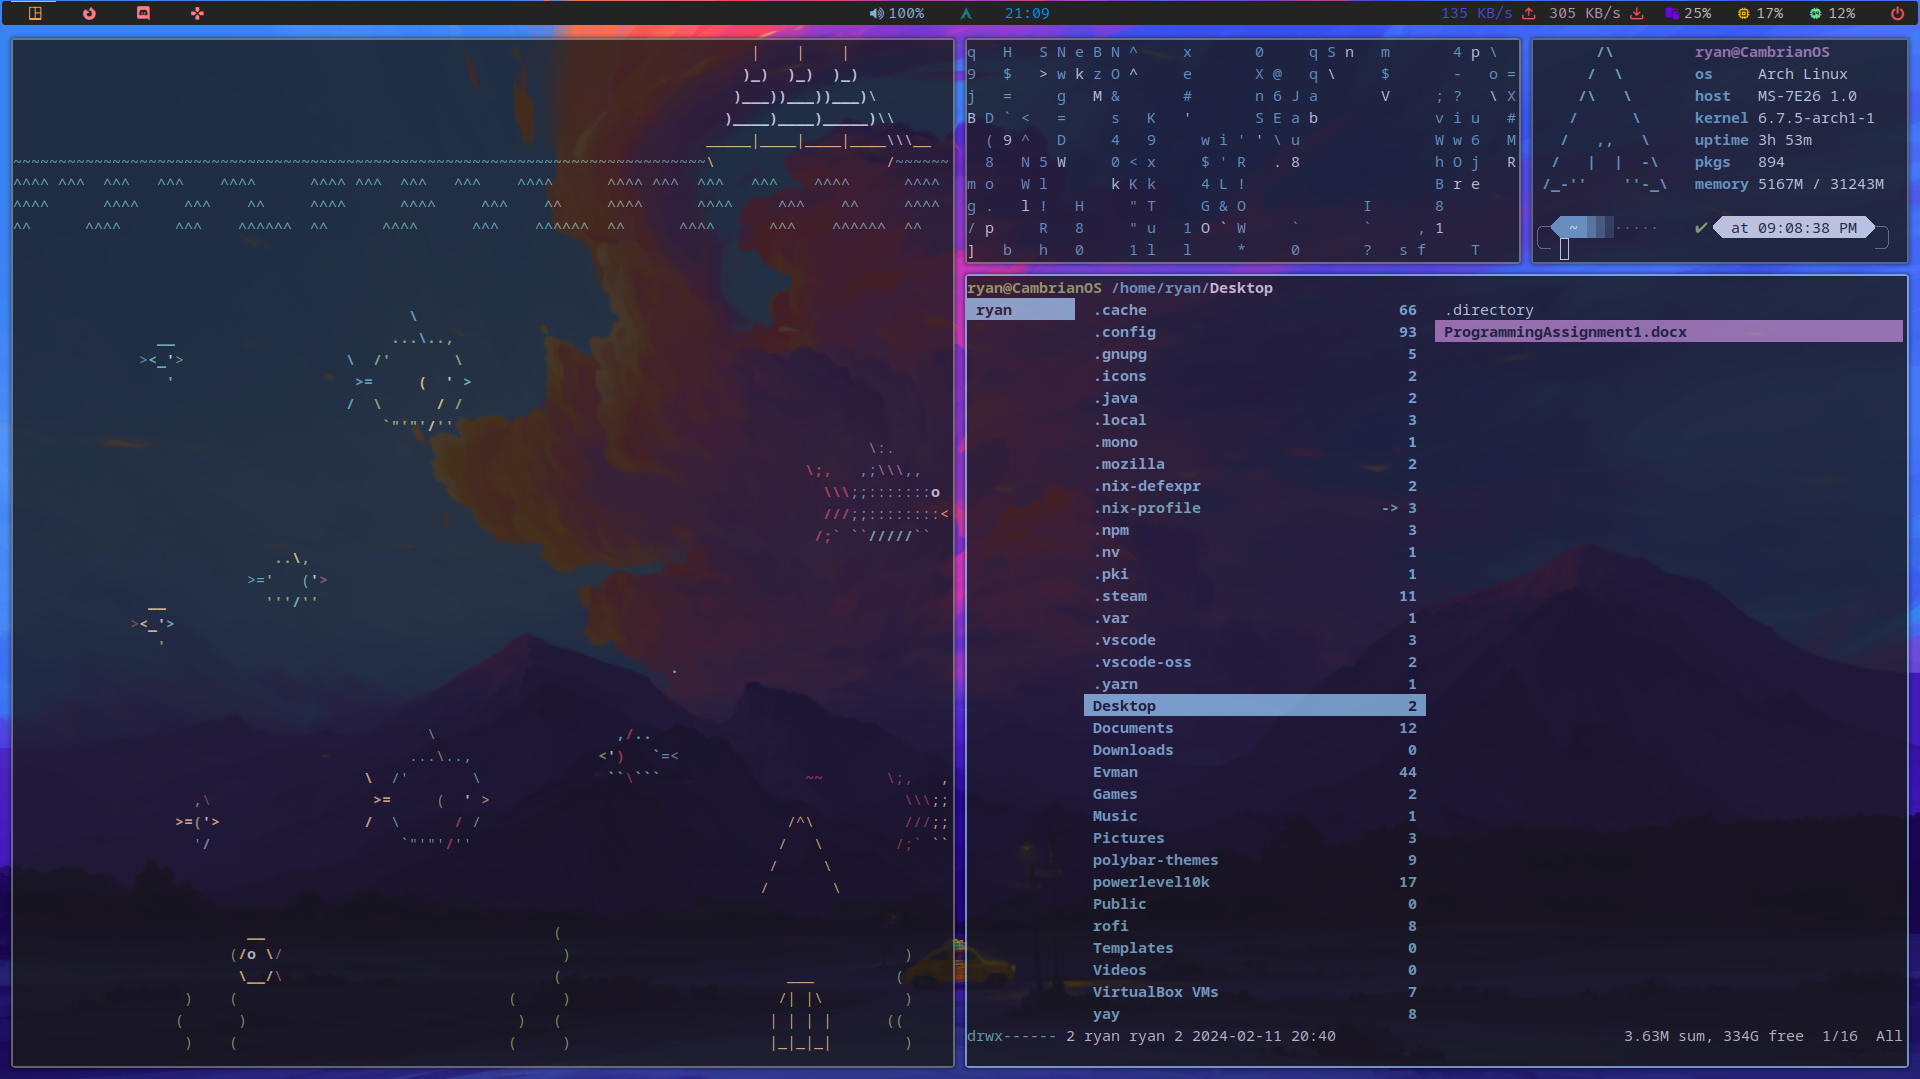 100% 21:09 135 KB/s 305 KB/s 25% 17% 12%
ryan@CambrianOS
os Arch Linux
host MS-7E26 1.0
kernel 6.7.5-arch1-1
uptime 3h 53m
pkgs 894
memory 5167M / 31243M
~ ····· ✔ at 09:08:38 PM
ryan@CambrianOS /home/ryan/Desktop
ryan
.cache 66
.config 93
.gnupg 5
.icons 2
.java 2
.local 3
.mono 1
.mozilla 2
.nix-defexpr 2
.nix-profile -> 3
.npm 3
.nv 1
.pki 1
.steam 11
.var 1
.vscode 3
.vscode-oss 2
.yarn 1
Desktop 2
Documents 12
Downloads 0
Evman 44
Games 2
Music 1
Pictures 3
polybar-themes 9
powerlevel10k 17
Public 0
rofi 8
Templates 0
Videos 0
VirtualBox VMs 7
yay 8
.directory
ProgrammingAssignment1.docx
drwx------ 2 ryan ryan 2 2024-02-11 20:40 3.63M sum, 334G free 1/16 All